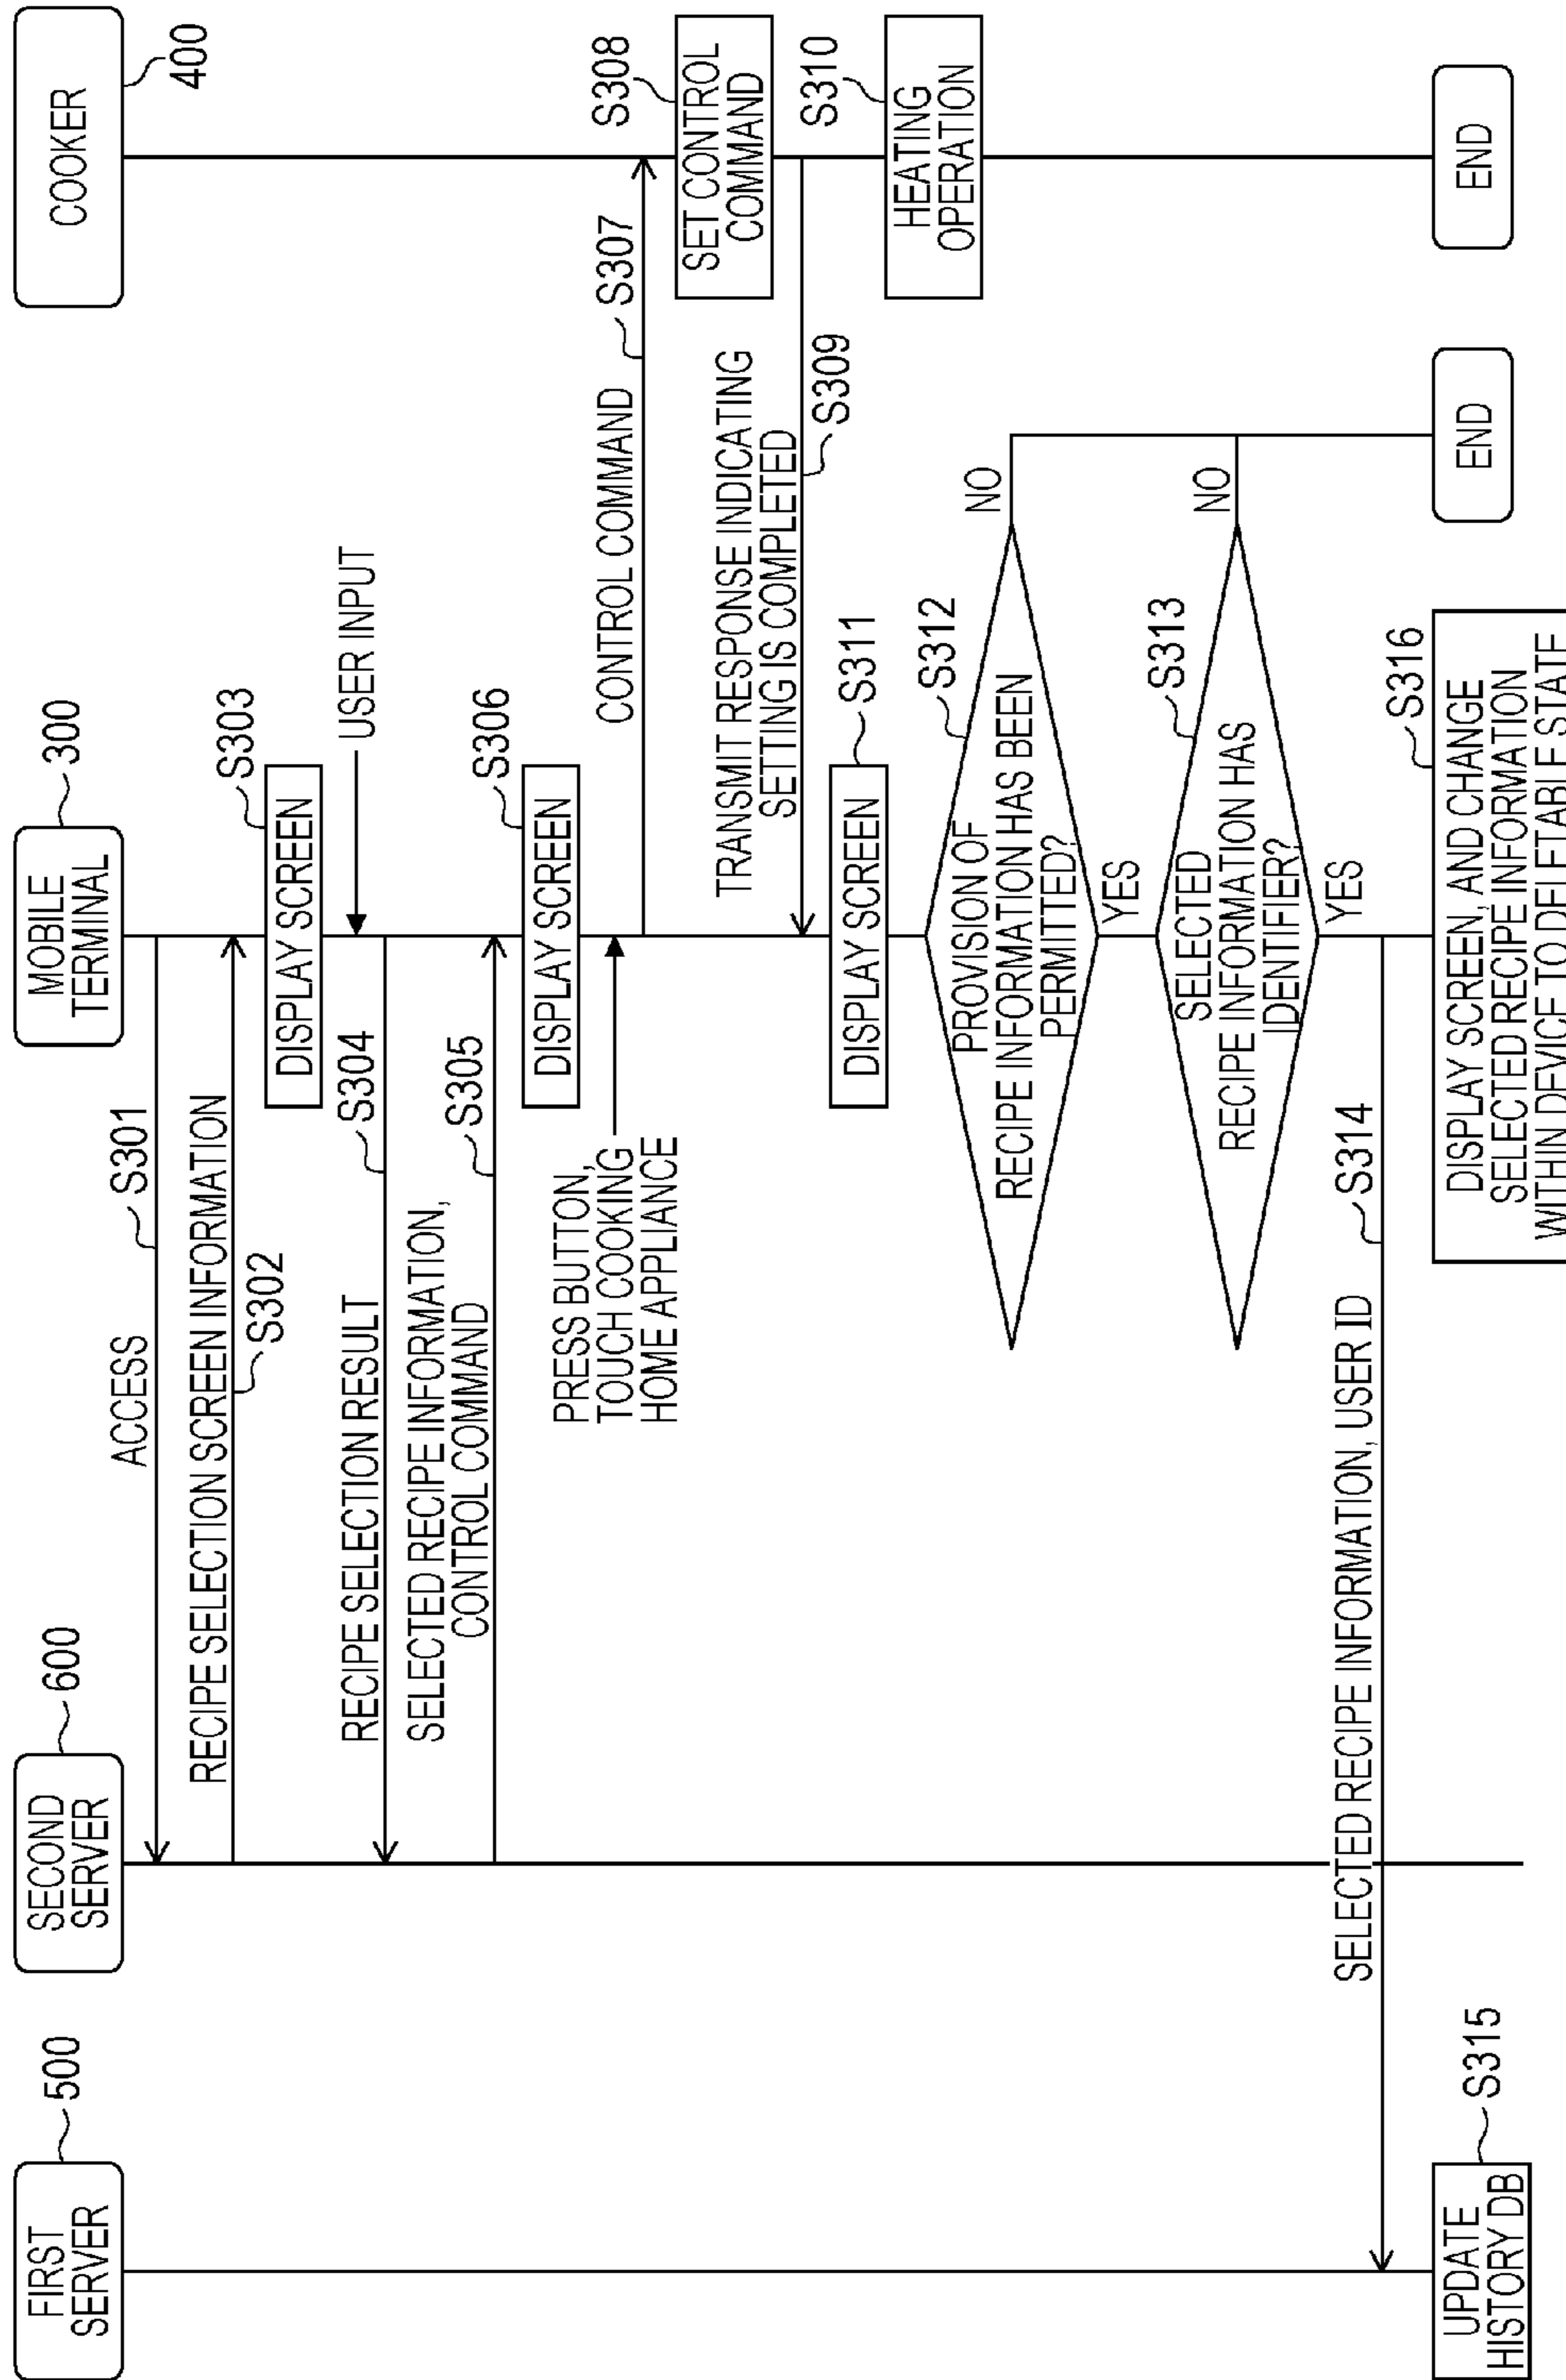 FIRST
SERVER
500
SECOND
SERVER
600
MOBILE
TERMINAL
300
COOKER
400
ACCESS
S301
RECIPE SELECTION SCREEN INFORMATION
S302
S303
DISPLAY SCREEN
USER INPUT
RECIPE SELECTION RESULT
S304
SELECTED RECIPE INFORMATION,
CONTROL COMMAND
S305
S306
DISPLAY SCREEN
PRESS BUTTON,
TOUCH COOKING
HOME APPLIANCE
CONTROL COMMAND
S307
S308
SET CONTROL
COMMAND
TRANSMIT RESPONSE INDICATING
SETTING IS COMPLETED
S309
S310
HEATING
OPERATION
S311
DISPLAY SCREEN
S312
PROVISION OF
RECIPE INFORMATION HAS BEEN
PERMITTED?
NO
YES
S313
SELECTED
RECIPE INFORMATION HAS
IDENTIFIER?
NO
YES
SELECTED RECIPE INFORMATION, USER ID
S314
UPDATE
HISTORY DB
S315
S316
DISPLAY SCREEN, AND CHANGE
SELECTED RECIPE INFORMATION
WITHIN DEVICE TO DELETABLE STATE
END
END